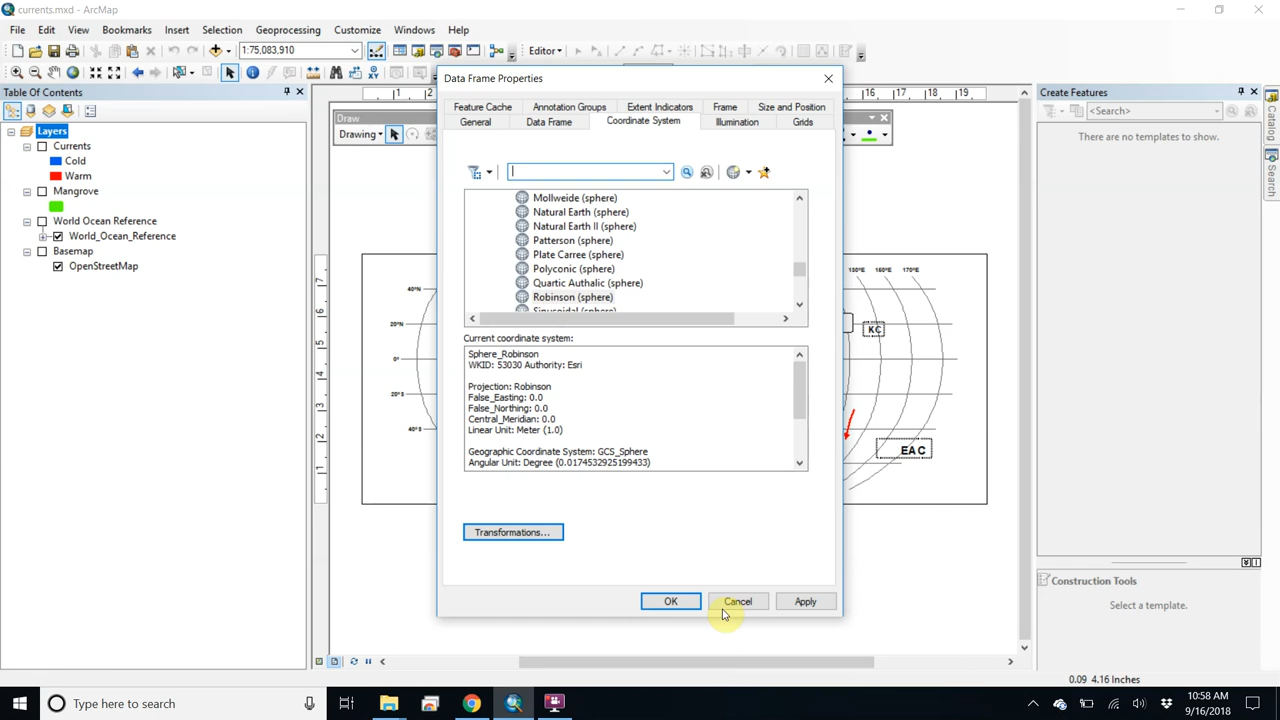 currents.mxd - ArcMap
File Edit View Bookmarks Insert Selection Geoprocessing Customize Windows Help
1:75,083,910
Editor
Table Of Contents
Layers
Currents
Cold
Warm
Mangrove
World Ocean Reference
World_Ocean_Reference
Basemap
OpenStreetMap
1 2
16 17 18 19
Draw
Drawing
40°N
20°N
0°
20° S
40° S
130°E 150°E 170°E
KC
EAC
Data Frame Properties
Feature Cache Annotation Groups Extent Indicators Frame Size and Position
General Data Frame Coordinate System Illumination Grids
Mollweide (sphere)
Natural Earth (sphere)
Natural Earth II (sphere)
Patterson (sphere)
Plate Carree (sphere)
Polyconic (sphere)
Quartic Authalic (sphere)
Robinson (sphere)
Sinusoidal (sphere)
Current coordinate system:
Sphere_Robinson
WKID: 53030 Authority: Esri
Projection: Robinson
False_Easting: 0.0
False_Northing: 0.0
Central_Meridian: 0.0
Linear Unit: Meter (1.0)
Geographic Coordinate System: GCS_Sphere
Angular Unit: Degree (0.0174532925199433)
Transformations...
OK Cancel Apply
Create Features
<Search>
There are no templates to show.
Construction Tools
Select a template.
Catalog
Search
0.09 4.16 Inches
Type here to search
10:58 AM
9/16/2018